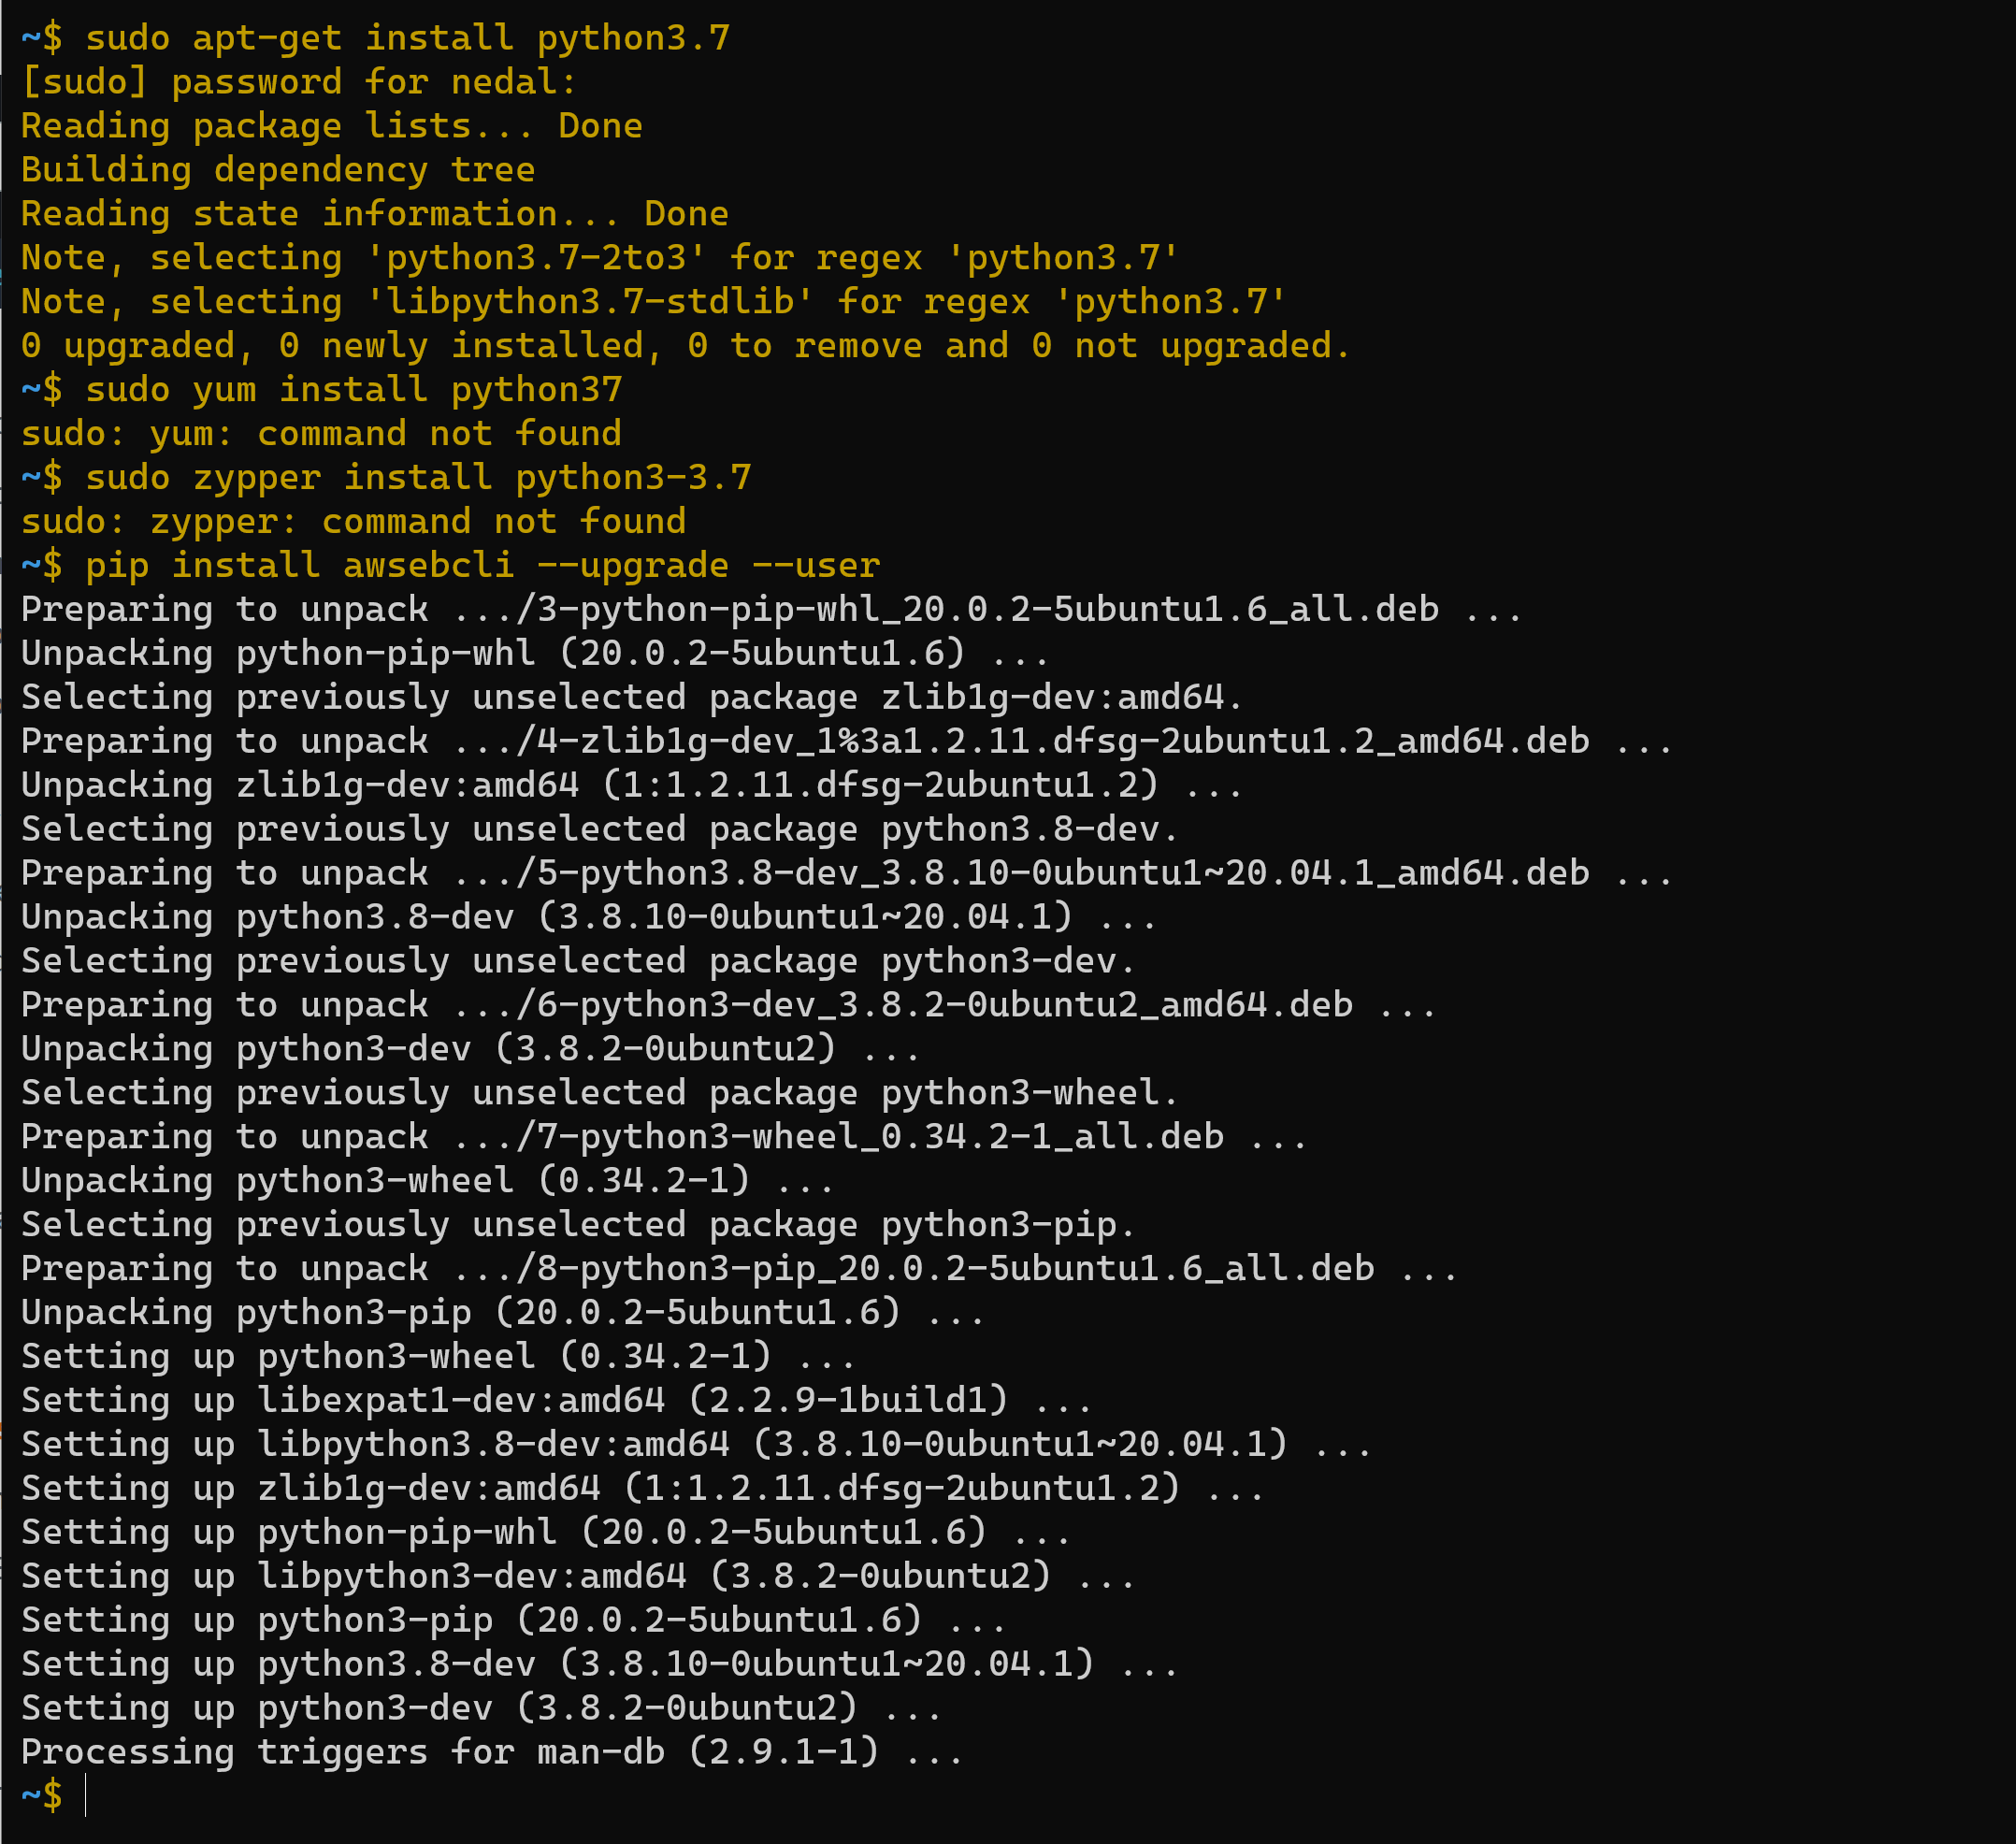 ~$ sudo apt-get install python3.7
[sudo] password for nedal:
Reading package lists... Done
Building dependency tree
Reading state information... Done
Note, selecting 'python3.7-2to3' for regex 'python3.7'
Note, selecting 'libpython3.7-stdlib' for regex 'python3.7'
0 upgraded, 0 newly installed, 0 to remove and 0 not upgraded.
~$ sudo yum install python37
sudo: yum: command not found
~$ sudo zypper install python3-3.7
sudo: zypper: command not found
~$ pip install awsebcli --upgrade --user
Preparing to unpack .../3-python-pip-whl_20.0.2-5ubuntu1.6_all.deb ...
Unpacking python-pip-whl (20.0.2-5ubuntu1.6) ...
Selecting previously unselected package zlib1g-dev:amd64.
Preparing to unpack .../4-zlib1g-dev_1%3a1.2.11.dfsg-2ubuntu1.2_amd64.deb ...
Unpacking zlib1g-dev:amd64 (1:1.2.11.dfsg-2ubuntu1.2) ...
Selecting previously unselected package python3.8-dev.
Preparing to unpack .../5-python3.8-dev_3.8.10-0ubuntu1~20.04.1_amd64.deb ...
Unpacking python3.8-dev (3.8.10-0ubuntu1~20.04.1) ...
Selecting previously unselected package python3-dev.
Preparing to unpack .../6-python3-dev_3.8.2-0ubuntu2_amd64.deb ...
Unpacking python3-dev (3.8.2-0ubuntu2) ...
Selecting previously unselected package python3-wheel.
Preparing to unpack .../7-python3-wheel_0.34.2-1_all.deb ...
Unpacking python3-wheel (0.34.2-1) ...
Selecting previously unselected package python3-pip.
Preparing to unpack .../8-python3-pip_20.0.2-5ubuntu1.6_all.deb ...
Unpacking python3-pip (20.0.2-5ubuntu1.6) ...
Setting up python3-wheel (0.34.2-1) ...
Setting up libexpat1-dev:amd64 (2.2.9-1build1) ...
Setting up libpython3.8-dev:amd64 (3.8.10-0ubuntu1~20.04.1) ...
Setting up zlib1g-dev:amd64 (1:1.2.11.dfsg-2ubuntu1.2) ...
Setting up python-pip-whl (20.0.2-5ubuntu1.6) ...
Setting up libpython3-dev:amd64 (3.8.2-0ubuntu2) ...
Setting up python3-pip (20.0.2-5ubuntu1.6) ...
Setting up python3.8-dev (3.8.10-0ubuntu1~20.04.1) ...
Setting up python3-dev (3.8.2-0ubuntu2) ...
Processing triggers for man-db (2.9.1-1) ...
~$